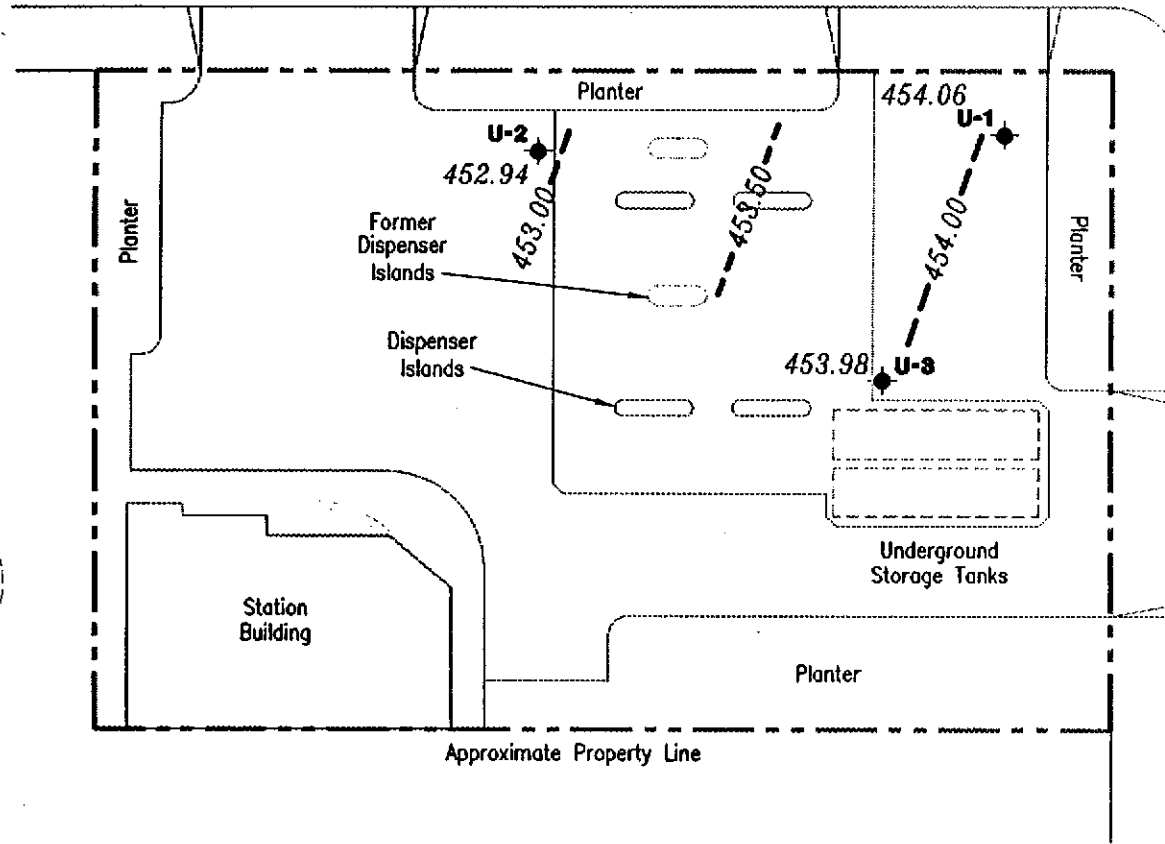 Planter
454.06
U-1
U-2
452.94
453.00
453.50
454.00
Planter
Planter
Former
Dispenser
Islands
Dispenser
Islands
453.98
U-3
Underground
Storage Tanks
Station
Building
Planter
Approximate Property Line